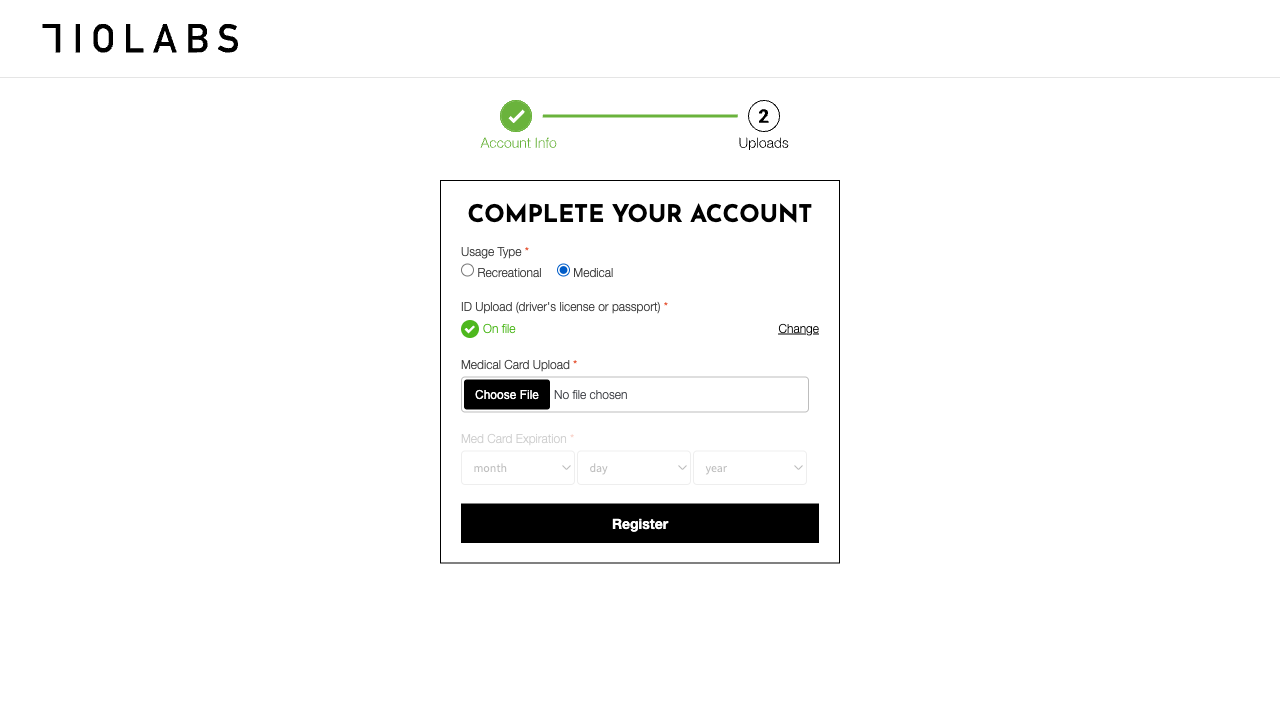 710LABS
2
Account Info
Uploads
COMPLETE YOUR ACCOUNT
Usage Type *
Recreational Medical
ID Upload (driver's license or passport) *
On file Change
Medical Card Upload *
Choose File No file chosen
Med Card Expiration *
month day year
Register